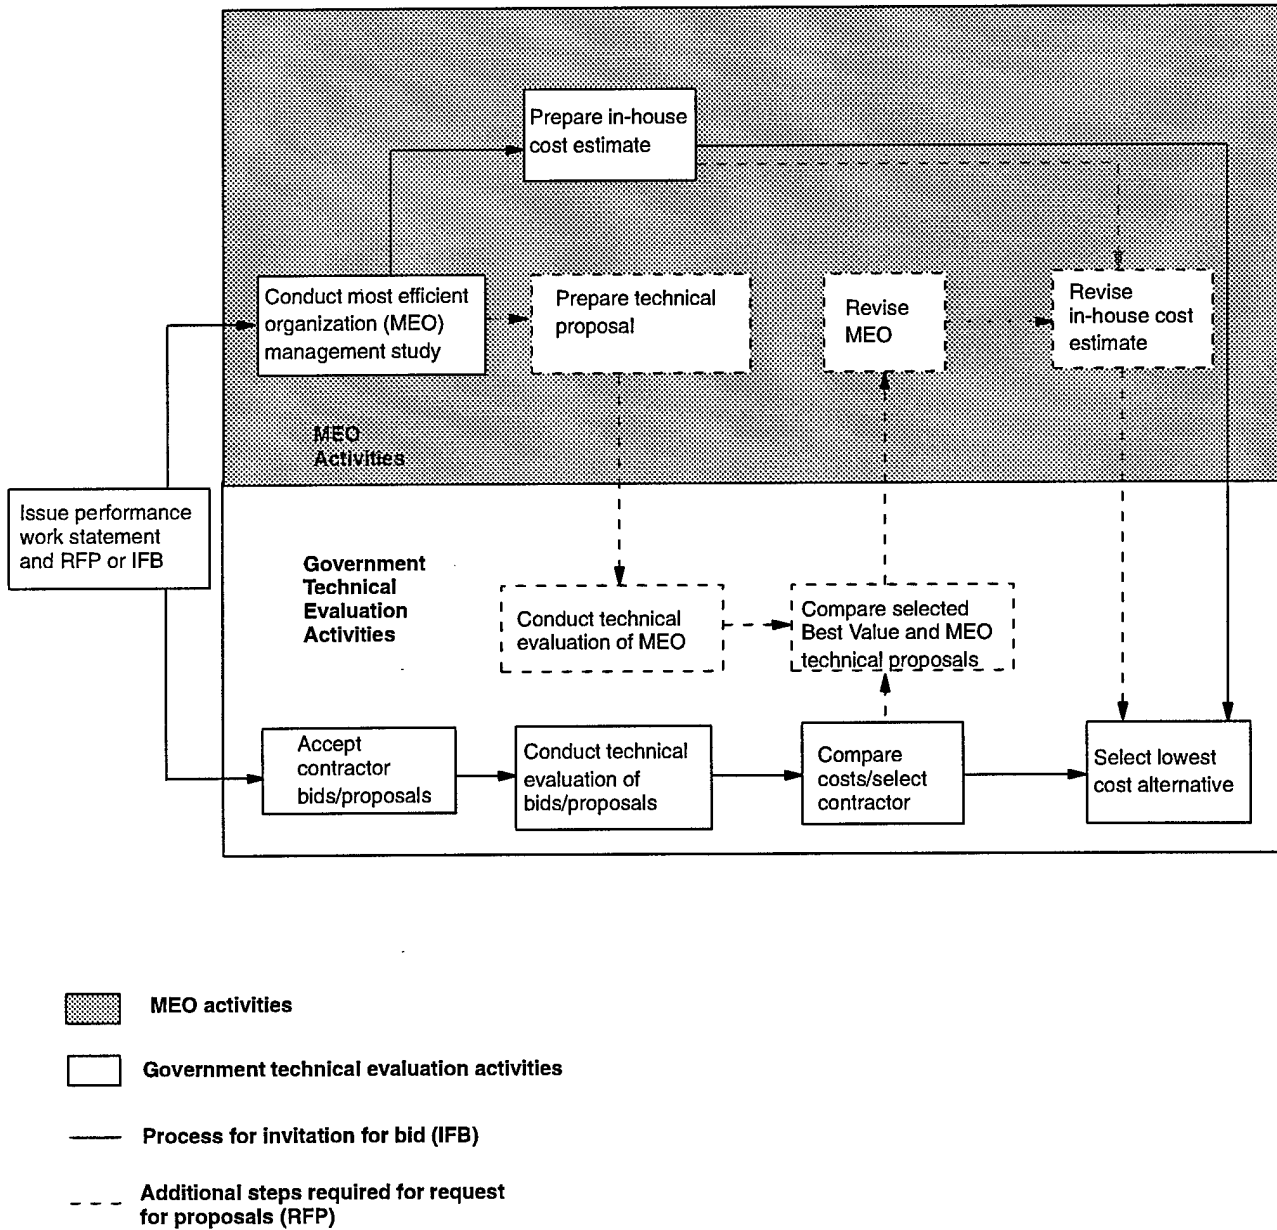 Prepare in-house
cost estimate
Conduct most efficient
organization (MEO)
management study
Prepare technical
proposal
Revise
MEO
Revise
in-house cost
estimate
MEO
Activities
Issue performance
work statement
and RFP or IFB
Government
Technical
Evaluation
Activities
Conduct technical
evaluation of MEO
Compare selected
Best Value and MEO
technical proposals
Accept
contractor
bids/proposals
Conduct technical
evaluation of
bids/proposals
Compare
costs/select
contractor
Select lowest
cost alternative
MEO activities
Government technical evaluation activities
Process for invitation for bid (IFB)
Additional steps required for request
for proposals (RFP)